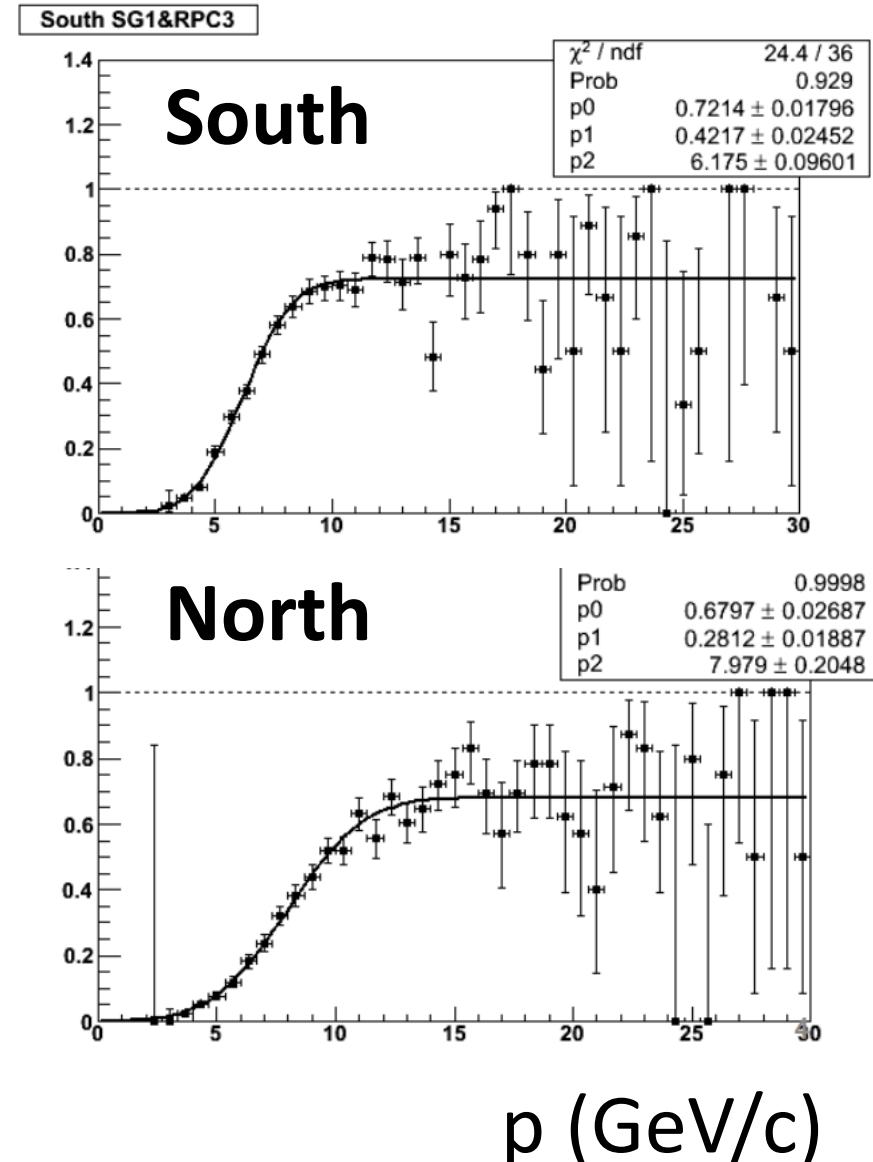 South SG1&RPC3
χ² / ndf 24.4 / 36
Prob 0.929
p0 0.7214 ± 0.01796
p1 0.4217 ± 0.02452
p2 6.175 ± 0.09601
South
1.4
1.2
1
0.8
0.6
0.4
0.2
0
0 5 10 15 20 25 30
Prob 0.9998
p0 0.6797 ± 0.02687
p1 0.2812 ± 0.01887
p2 7.979 ± 0.2048
North
1.2
1
0.8
0.6
0.4
0.2
0
0 5 10 15 20 25 30
p (GeV/c)